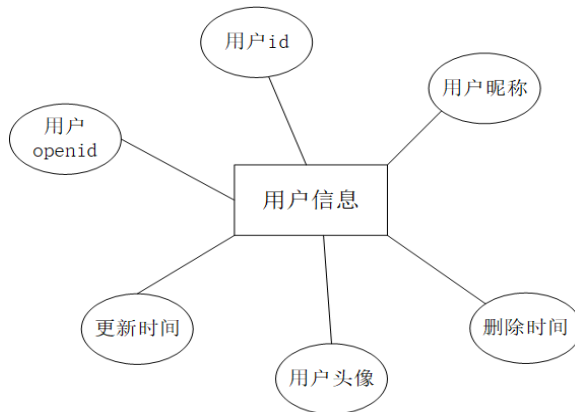 用户id
用户昵称
用户
openid
用户信息
更新时间
删除时间
用户头像